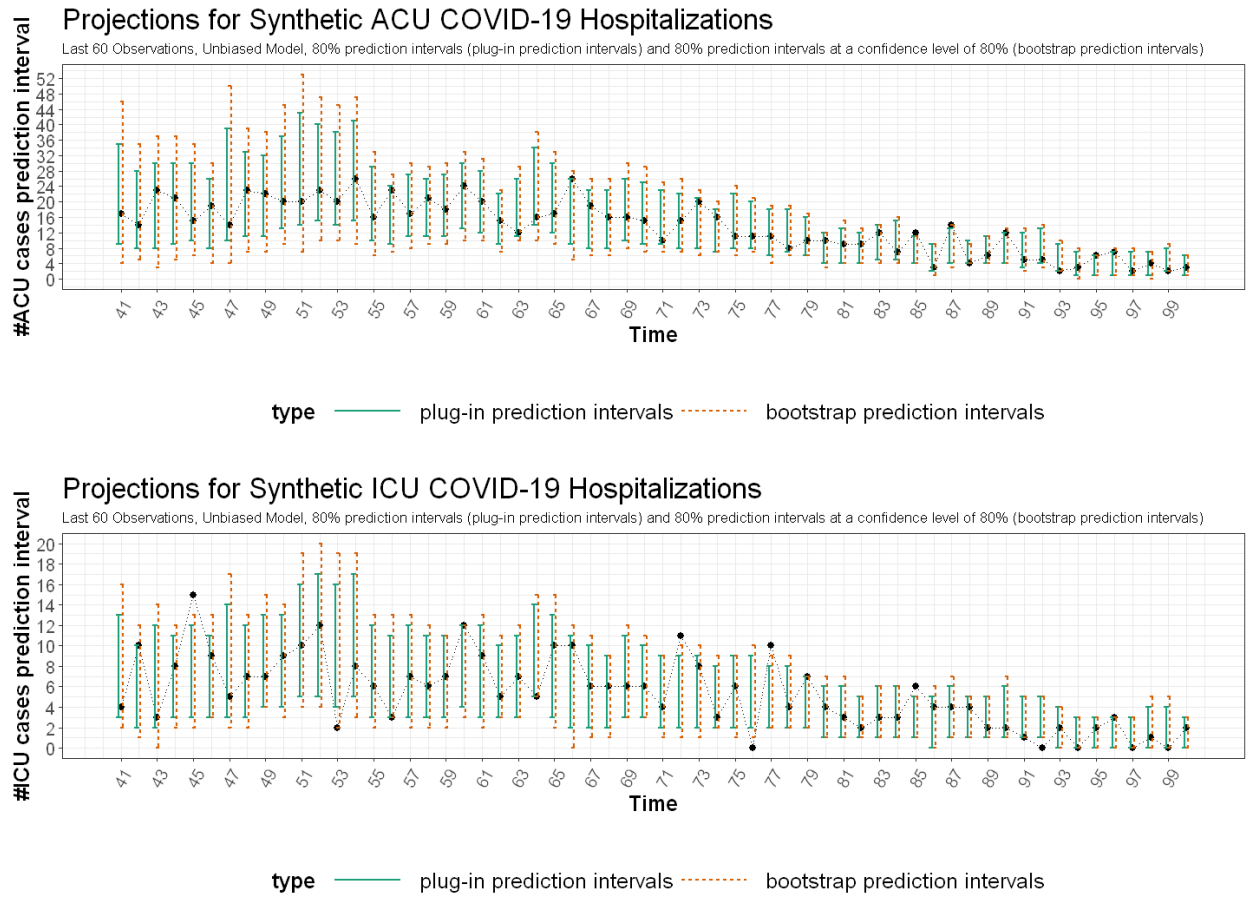 Projections for Synthetic ACU COVID-19 Hospitalizations
Last 60 Observations, Unbiased Model, 80% prediction intervals (plug-in prediction intervals) and 80% prediction intervals at a confidence level of 80% (bootstrap prediction intervals)
#ACU cases prediction interval
52
48
44
40
36
32
28
24
20
16
12
8
4
0
41 43 45 47 49 51 53 55 57 59 61 63 65 67 69 71 73 75 77 79 81 83 85 87 89 91 93 95 97 99
Time
type plug-in prediction intervals bootstrap prediction intervals
Projections for Synthetic ICU COVID-19 Hospitalizations
Last 60 Observations, Unbiased Model, 80% prediction intervals (plug-in prediction intervals) and 80% prediction intervals at a confidence level of 80% (bootstrap prediction intervals)
#ICU cases prediction interval
20
18
16
14
12
10
8
6
4
2
0
41 43 45 47 49 51 53 55 57 59 61 63 65 67 69 71 73 75 77 79 81 83 85 87 89 91 93 95 97 99
Time
type plug-in prediction intervals bootstrap prediction intervals